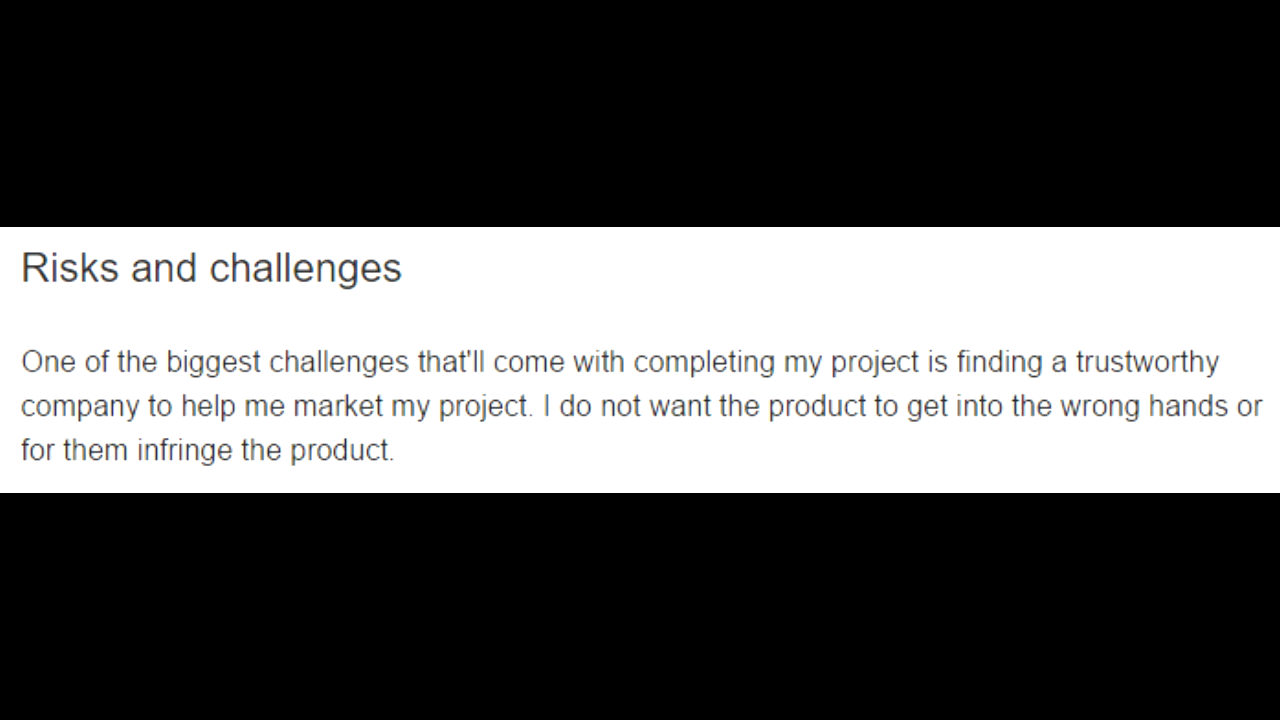 Risks and challenges
One of the biggest challenges that'll come with completing my project is finding a trustworthy
company to help me market my project. I do not want the product to get into the wrong hands or
for them infringe the product.